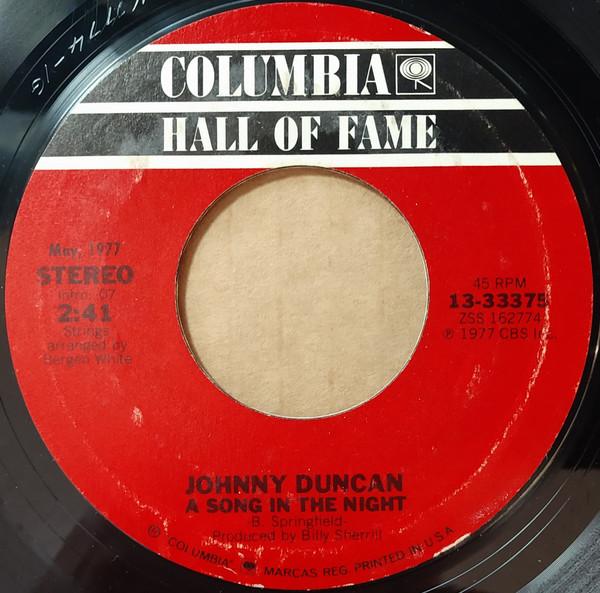 COLUMBIA
HALL OF FAME
May, 1977
STEREO
Intro: 07
2:41
Strings
arranged by
Bergen White
45 RPM
13-33375
ZSS 162774
℗ 1977 CBS Inc.
JOHNNY DUNCAN
A SONG IN THE NIGHT
-B. Springfield-
Produced by Billy Sherrill
® "COLUMBIA" MARCAS REG. PRINTED IN U.S.A.